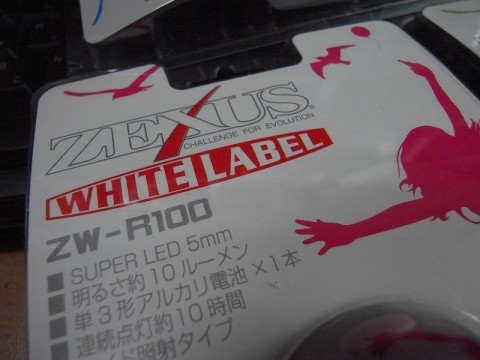 ZEXUS®
CHALLENGE FOR EVOLUTION
WHITE LABEL
ZW-R100
■SUPER LED 5mm
■明るさ約10ルーメン
■単3形アルカリ電池×1本
■連続点灯約10時間
ド照射タイプ